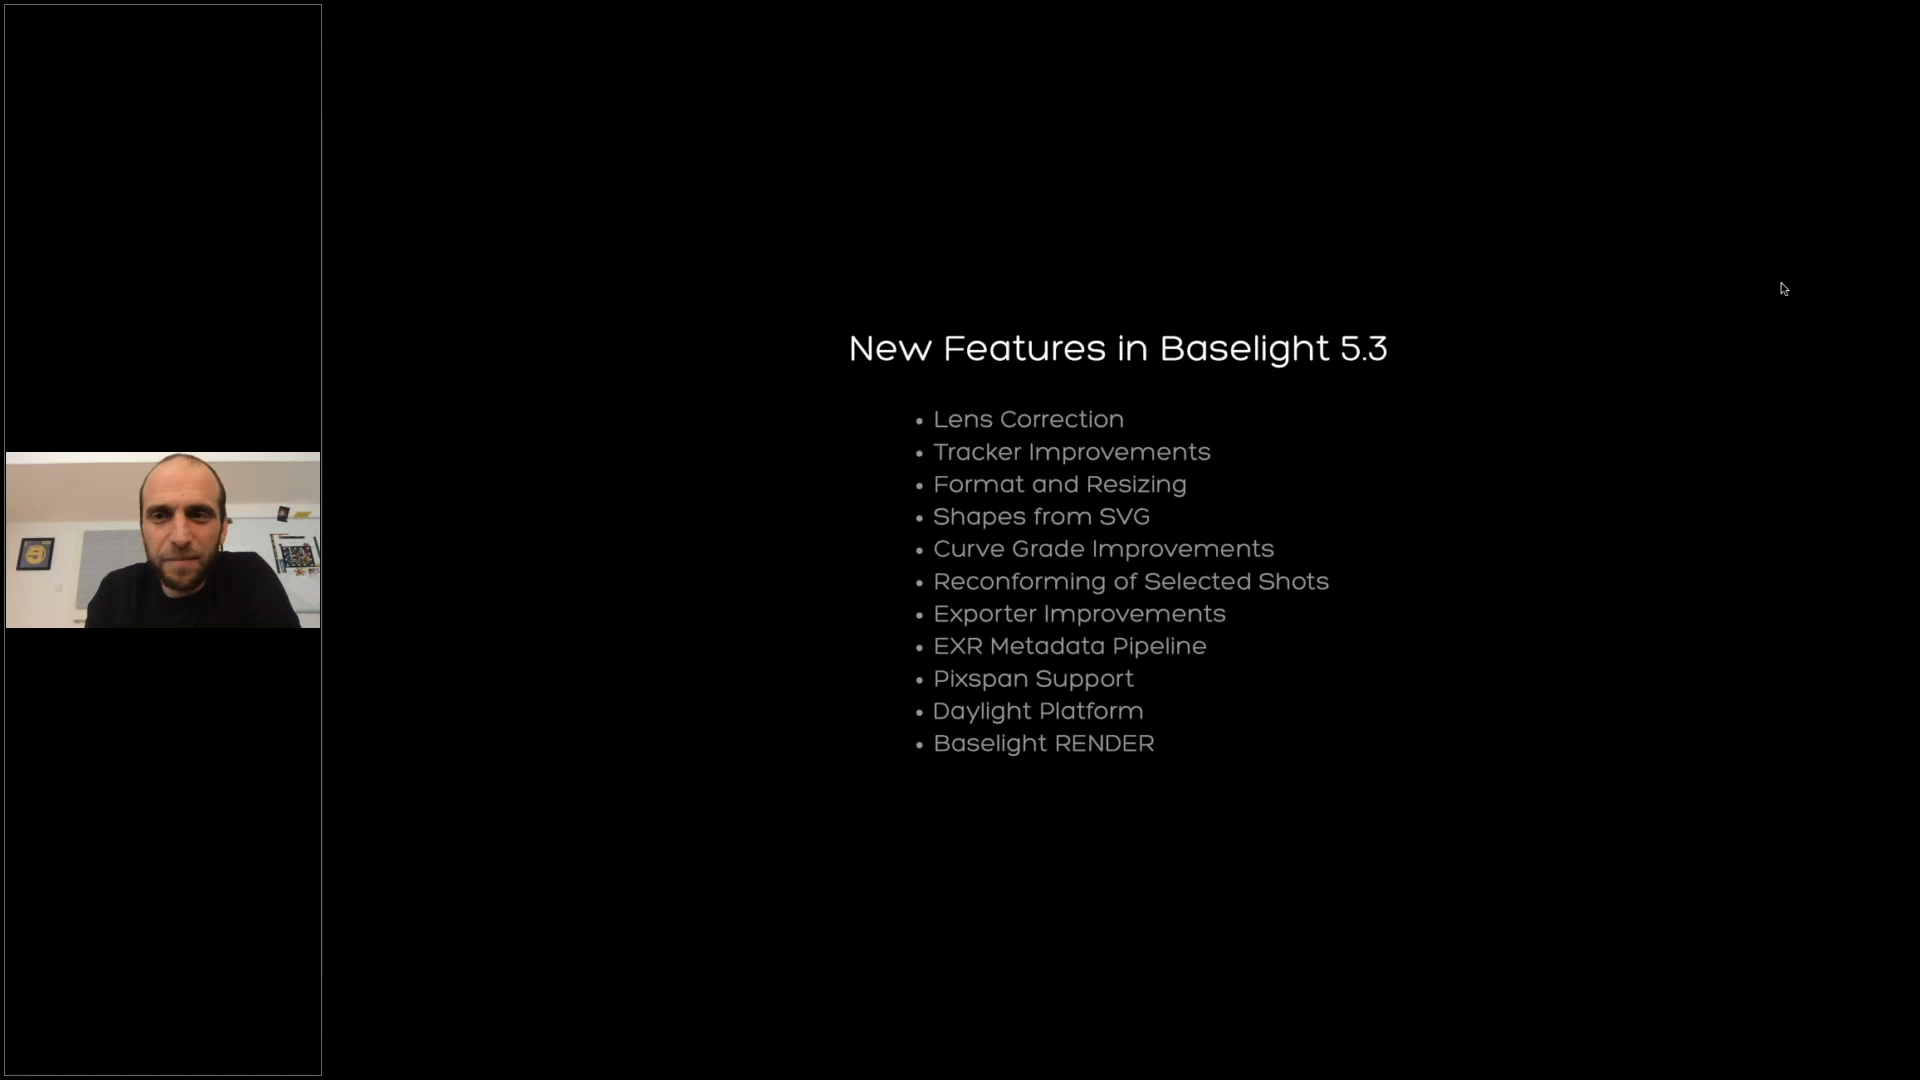 New Features in Baselight 5.3
• Lens Correction
• Tracker Improvements
• Format and Resizing
• Shapes from SVG
• Curve Grade Improvements
• Reconforming of Selected Shots
• Exporter Improvements
• EXR Metadata Pipeline
• Pixspan Support
• Daylight Platform
• Baselight RENDER